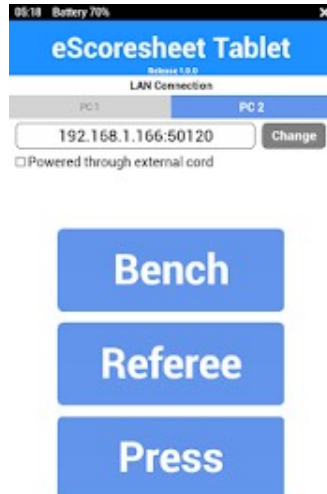 05:18 Battery 70% X
eScoresheet Tablet
Release 1.0.0
LAN Connection
PC 1 PC 2
192.168.1.166:50120 Change
Powered through external cord
Bench
Referee
Press